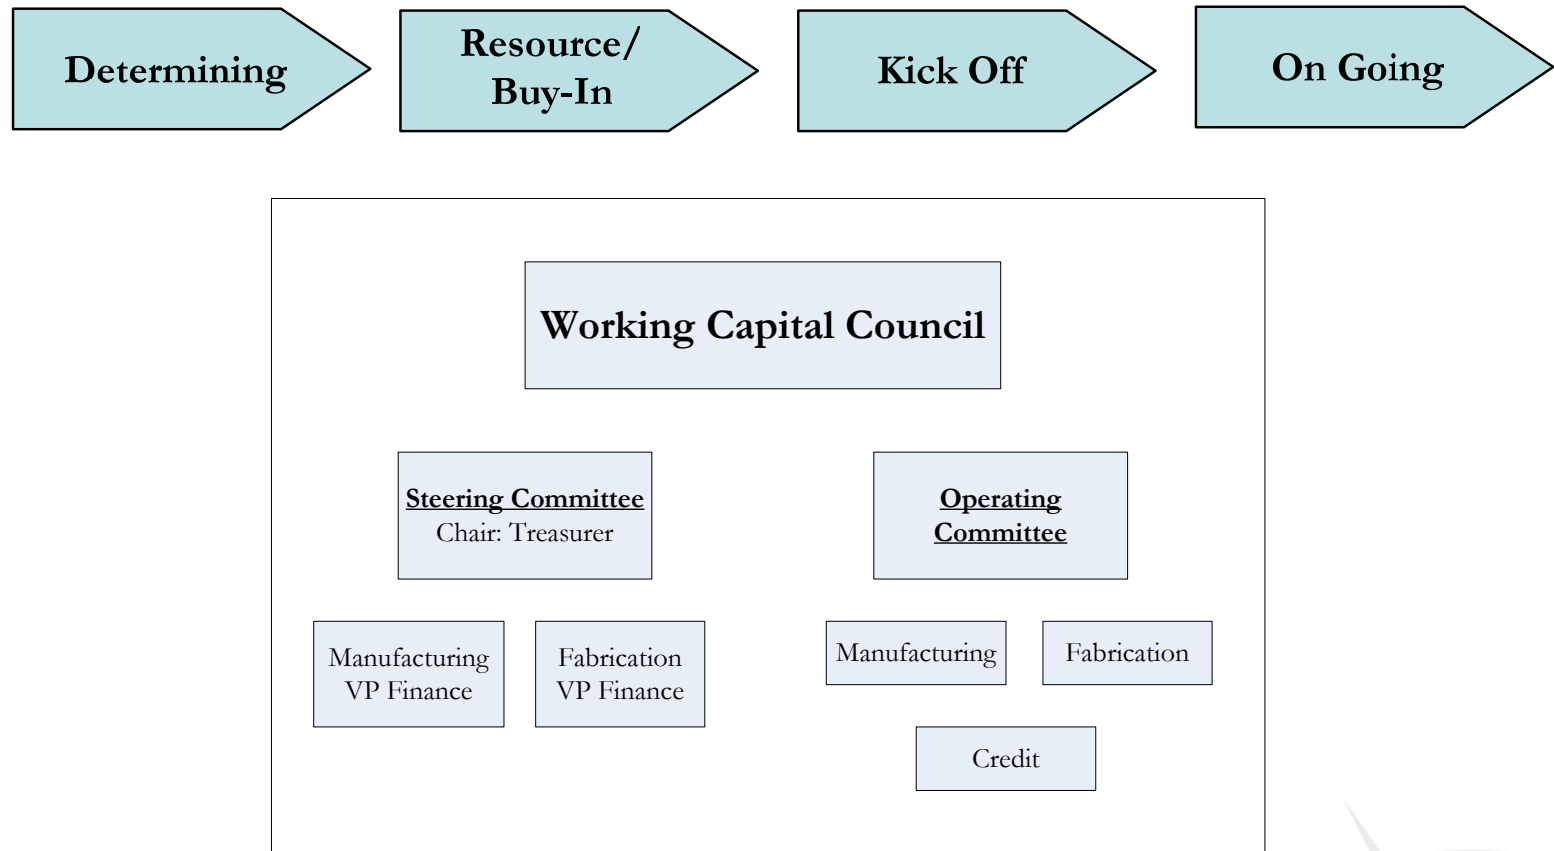 Determining
Resource/
Buy-In
Kick Off
On Going
Working Capital Council
Steering Committee
Chair: Treasurer
Operating
Committee
Manufacturing
VP Finance
Fabrication
VP Finance
Manufacturing
Fabrication
Credit